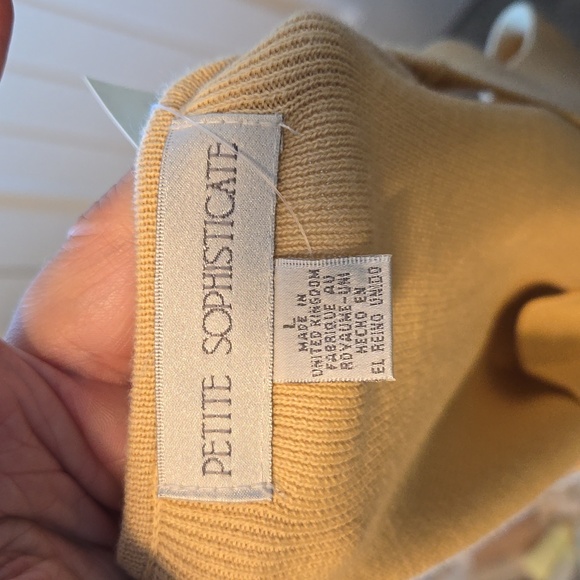 PETITE SOPHISTICATE
L
MADE IN
UNITED KINGDOM
FABRIQUE AU
ROYAUME-UNI
HECHO EN
EL REINO UNIDO